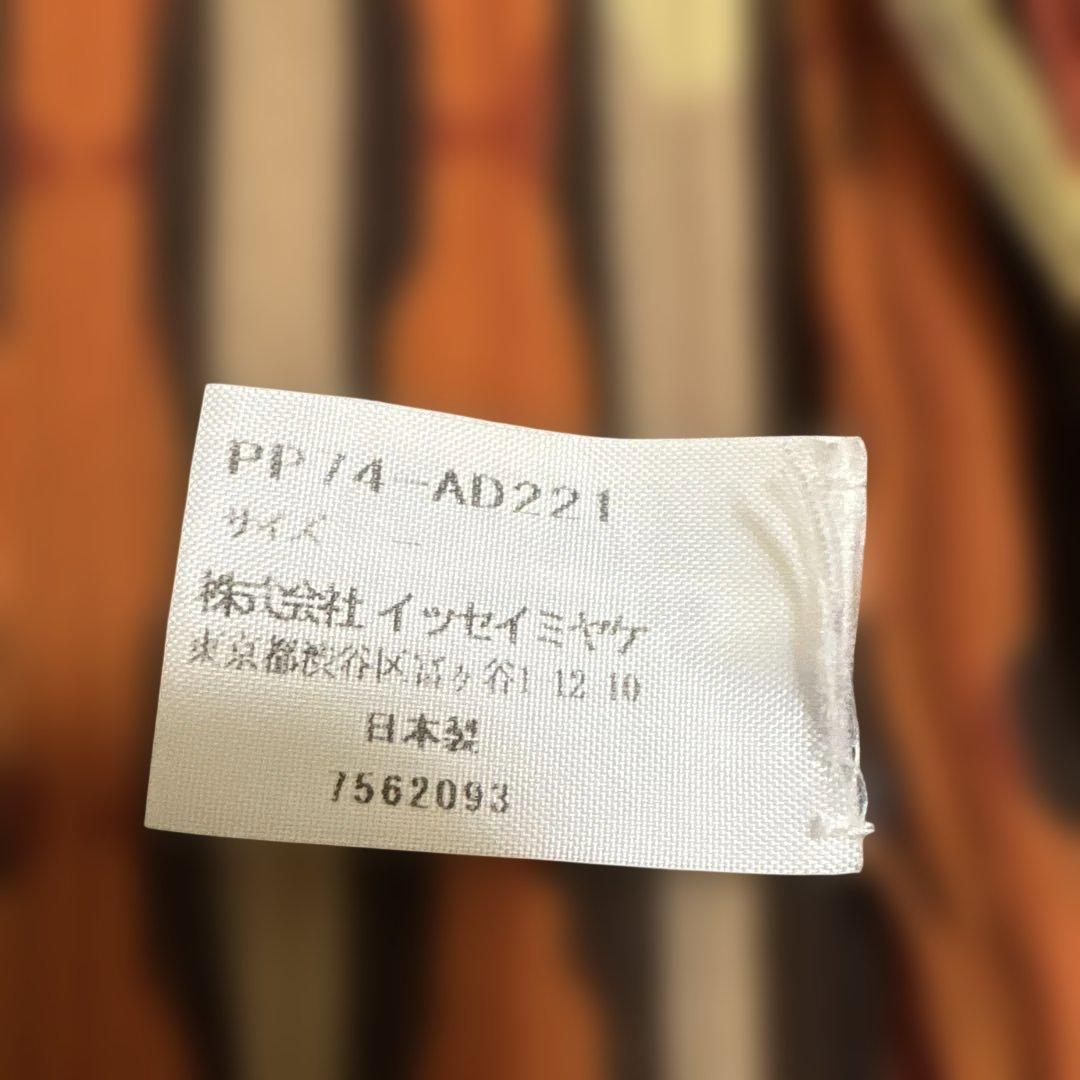 PP74-AD221
サイズ －
株式会社 イッセイミヤケ
東京都渋谷区富ヶ谷1 12 10
日本製
7562093